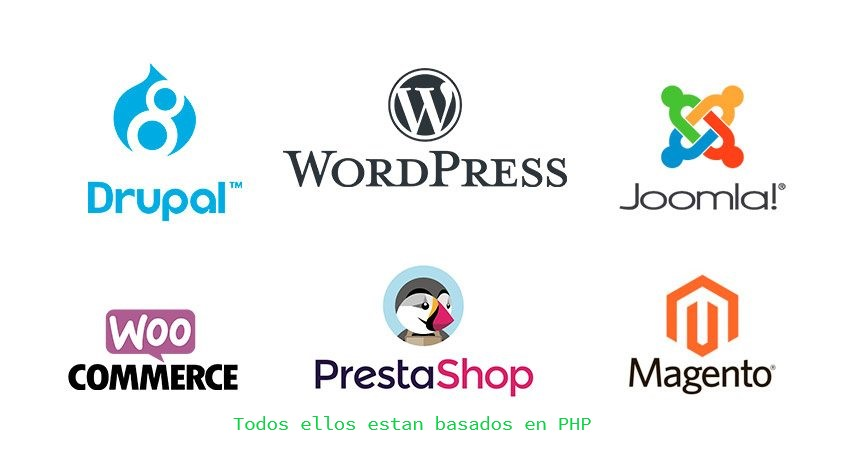 Drupal™
WORDPRESS
Joomla!®
WOO
COMMERCE
PrestaShop
Magento®
Todos ellos estan basados en PHP